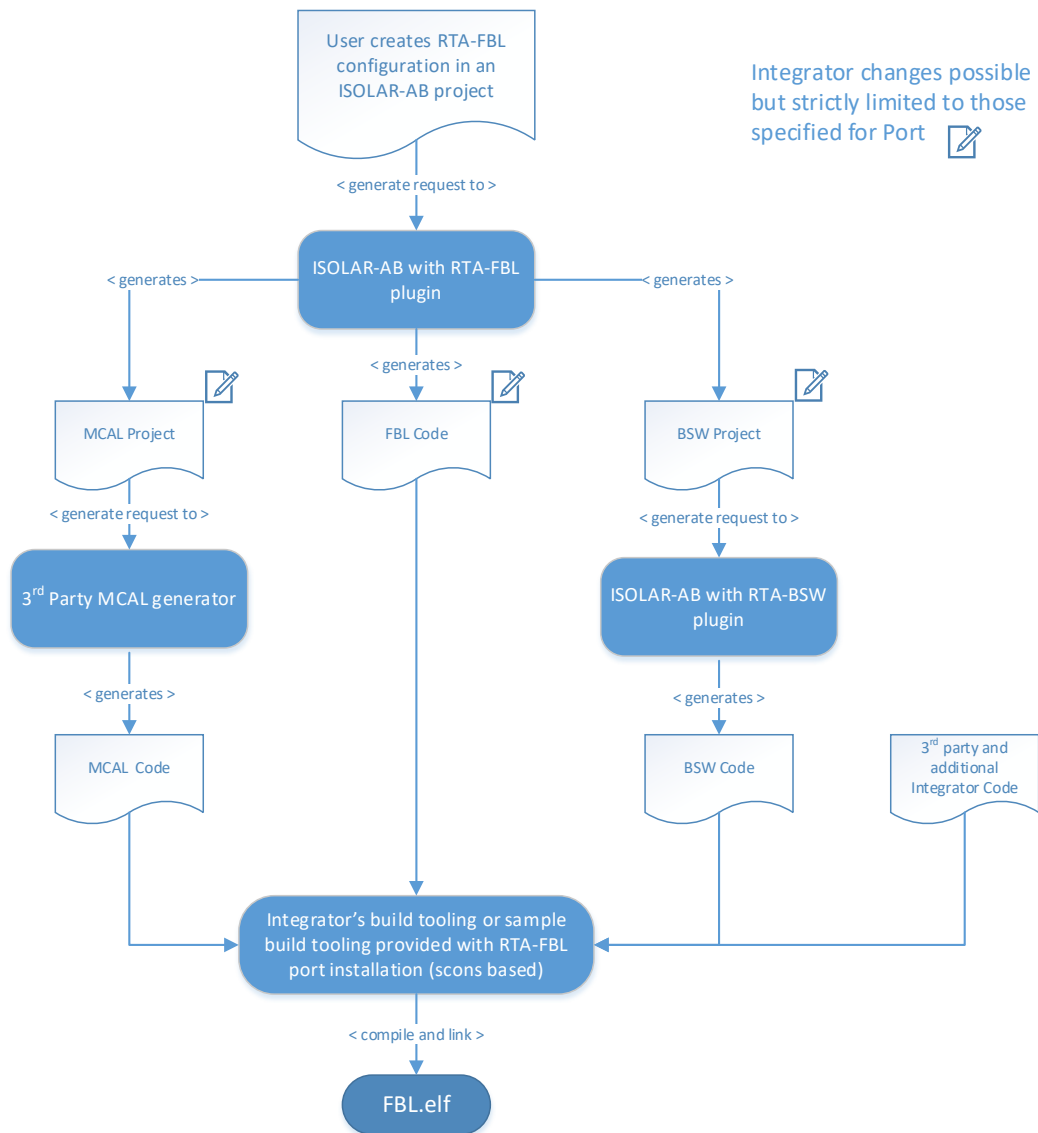 User creates RTA-FBL
configuration in an
ISOLAR-AB project
Integrator changes possible
but strictly limited to those
specified for Port
< generate request to >
ISOLAR-AB with RTA-FBL
plugin
< generates >
< generates >
< generates >
MCAL Project
FBL Code
BSW Project
< generate request to >
< generate request to >
3rd Party MCAL generator
ISOLAR-AB with RTA-BSW
plugin
< generates >
< generates >
MCAL Code
BSW Code
3rd party and
additional
Integrator Code
Integrator’s build tooling or sample
build tooling provided with RTA-FBL
port installation (scons based)
< compile and link >
FBL.elf